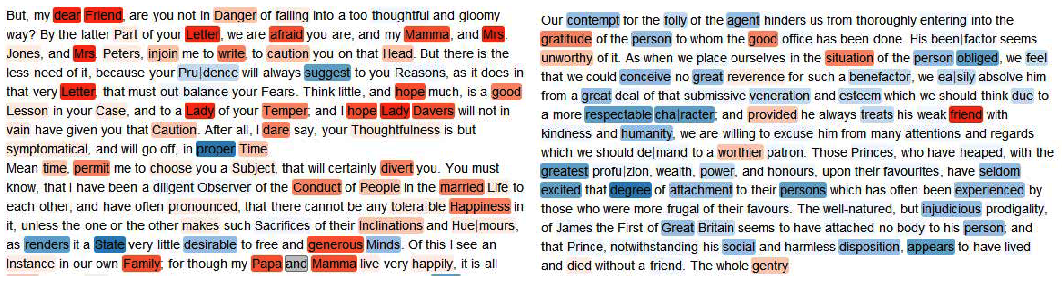 But, my dear Friend, are you not in Danger of falling into a too thoughtful and gloomy
way? By the latter Part of your Letter, we are afraid you are, and my Mamma, and Mrs.
Jones, and Mrs. Peters, injoin me to write, to caution you on that Head. But there is the
less need of it, because your Pru|dence will always suggest to you Reasons, as it does in
that very Letter, that must out balance your Fears. Think little, and hope much, is a good
Lesson in your Case, and to a Lady of your Temper; and I hope Lady Davers will not in
vain have given you that Caution. After all, I dare say, your Thoughtfulness is but
symptomatical, and will go off, in proper Time
Mean time, permit me to choose you a Subject, that will certainly divert you. You must
know, that I have been a diligent Observer of the Conduct of People in the married Life to
each other, and have often pronounced, that there cannot be any tolera ble Happiness in
it, unless the one or the other makes such Sacrifices of their Inclinations and Hue|mours,
as renders it a State very little desirable to free and generous Minds. Of this I see an
Instance in our own Family; for though my Papa and Mamma live very happily, it is all
Our contempt for the folly of the agent hinders us from thoroughly entering into the
gratitude of the person to whom the good office has been done. His bene|factor seems
unworthy of it. As when we place ourselves in the situation of the person obliged, we feel
that we could conceive no great reverence for such a benefactor, we ea|sily absolve him
from a great deal of that submissive veneration and esteem which we should think due to
a more respectable cha|racter; and provided he always treats his weak friend with
kindness and humanity, we are willing to excuse him from many attentions and regards
which we should de|mand to a worthier patron. Those Princes, who have heaped, with the
greatest profu|zion, wealth, power, and honours, upon their favourites, have seldom
excited that degree of attachment to their persons which has often been experienced by
those who were more frugal of their favours. The well-natured, but injudicious prodigality,
of James the First of Great Britain seems to have attached no body to his person; and
that Prince, notwithstanding his social and harmless disposition, appears to have lived
and died without a friend. The whole gentry